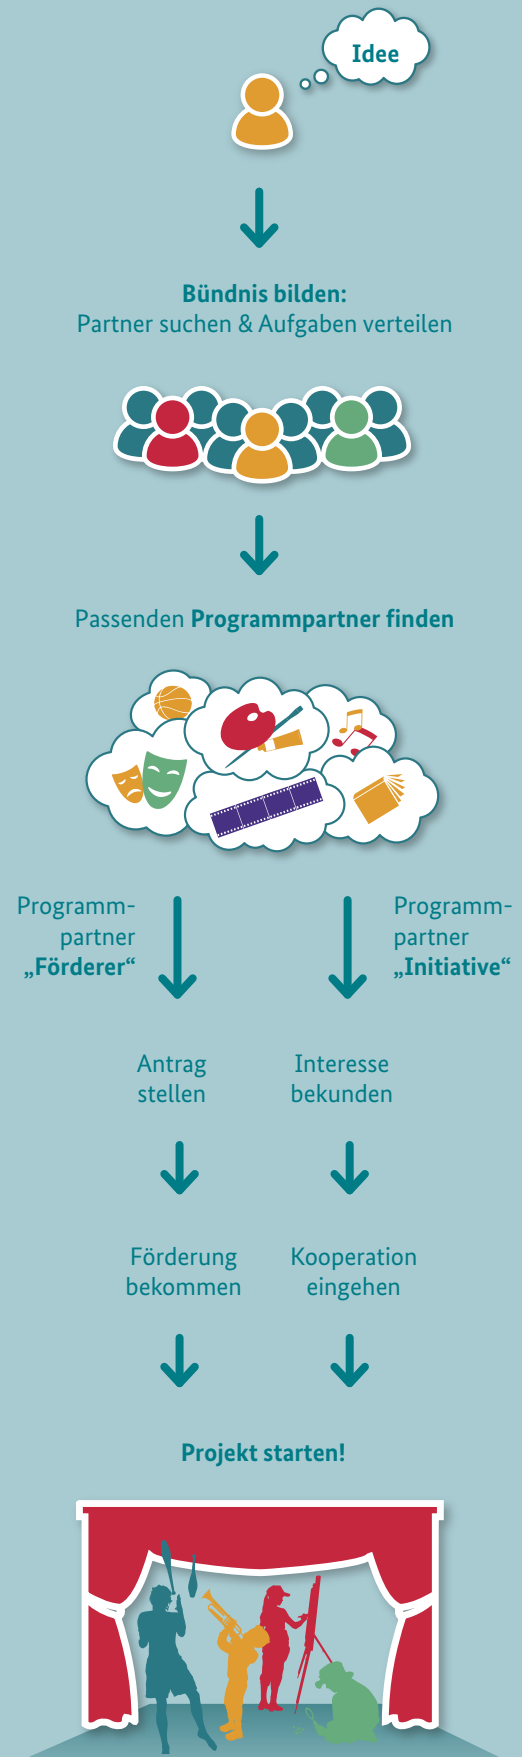 Idee
Bündnis bilden:
Partner suchen & Aufgaben verteilen
Passenden Programmpartner finden
Programm-
partner
„Förderer“
Programm-
partner
„Initiative“
Antrag
stellen
Interesse
bekunden
Förderung
bekommen
Kooperation
eingehen
Projekt starten!